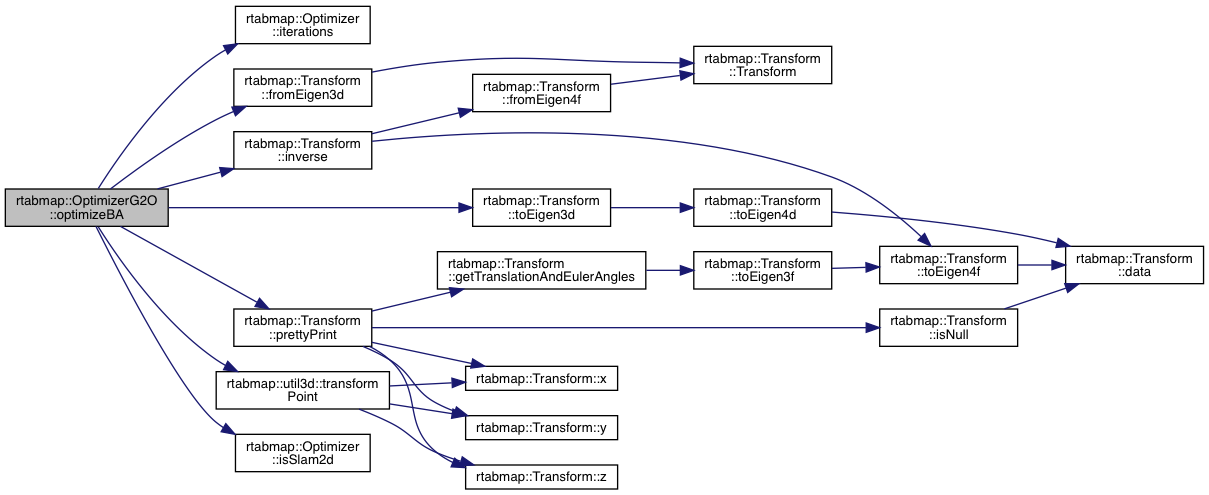 rtabmap::OptimizerG2O
::optimizeBA
rtabmap::Optimizer
::iterations
rtabmap::Transform
::fromEigen3d
rtabmap::Transform
::inverse
rtabmap::Transform
::prettyPrint
rtabmap::util3d::transform
Point
rtabmap::Optimizer
::isSlam2d
rtabmap::Transform
::fromEigen4f
rtabmap::Transform
::toEigen3d
rtabmap::Transform
::getTranslationAndEulerAngles
rtabmap::Transform::x
rtabmap::Transform::y
rtabmap::Transform::z
rtabmap::Transform
::Transform
rtabmap::Transform
::toEigen4d
rtabmap::Transform
::toEigen3f
rtabmap::Transform
::toEigen4f
rtabmap::Transform
::isNull
rtabmap::Transform
::data